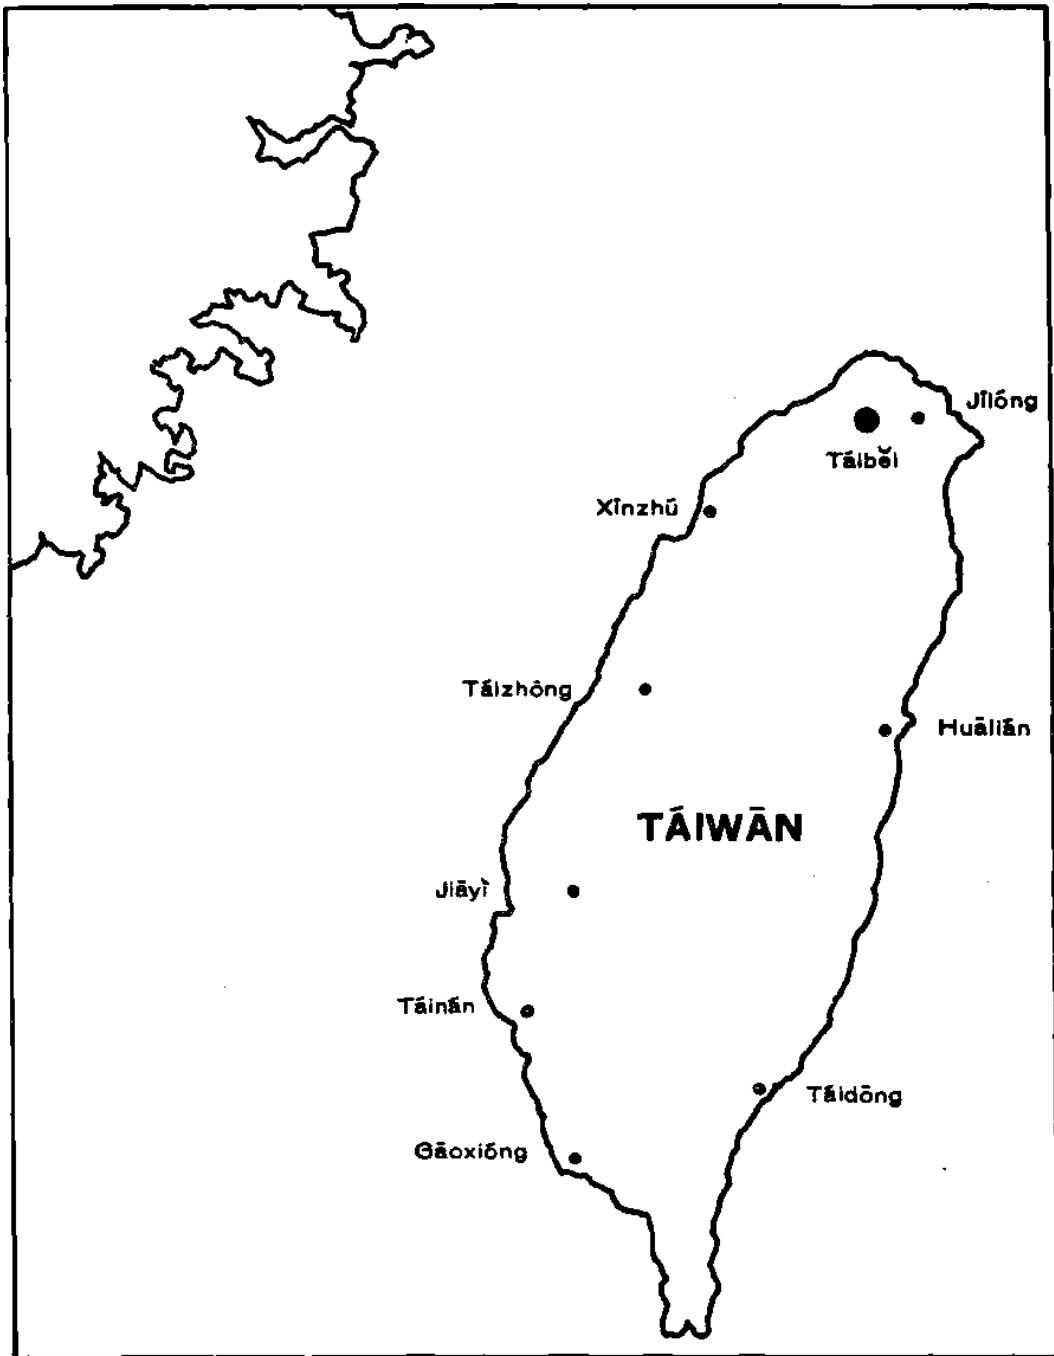 Jīlóng
Táiběi
Xīnzhú
Táizhōng
Huālián
TÁIWĀN
Jiāyì
Táinán
Táidōng
Gāoxióng